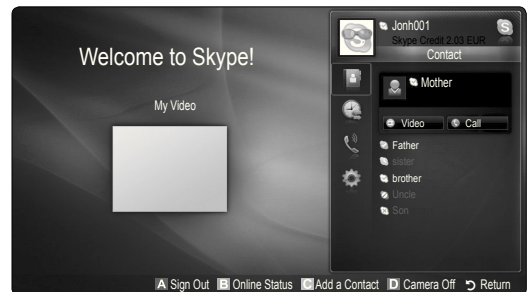 Welcome to Skype!
My Video
Jonh001
Skype Credit 2.03 EUR
Contact
Mother
Video
Call
Father
sister
brother
Uncle
Son
A Sign Out B Online Status C Add a Contact D Camera Off Return